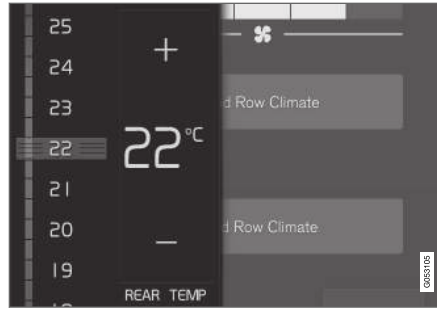 25
24
23
22
21
20
19
+
22°C
–
REAR TEMP
d Row Climate
d Row Climate
G053105